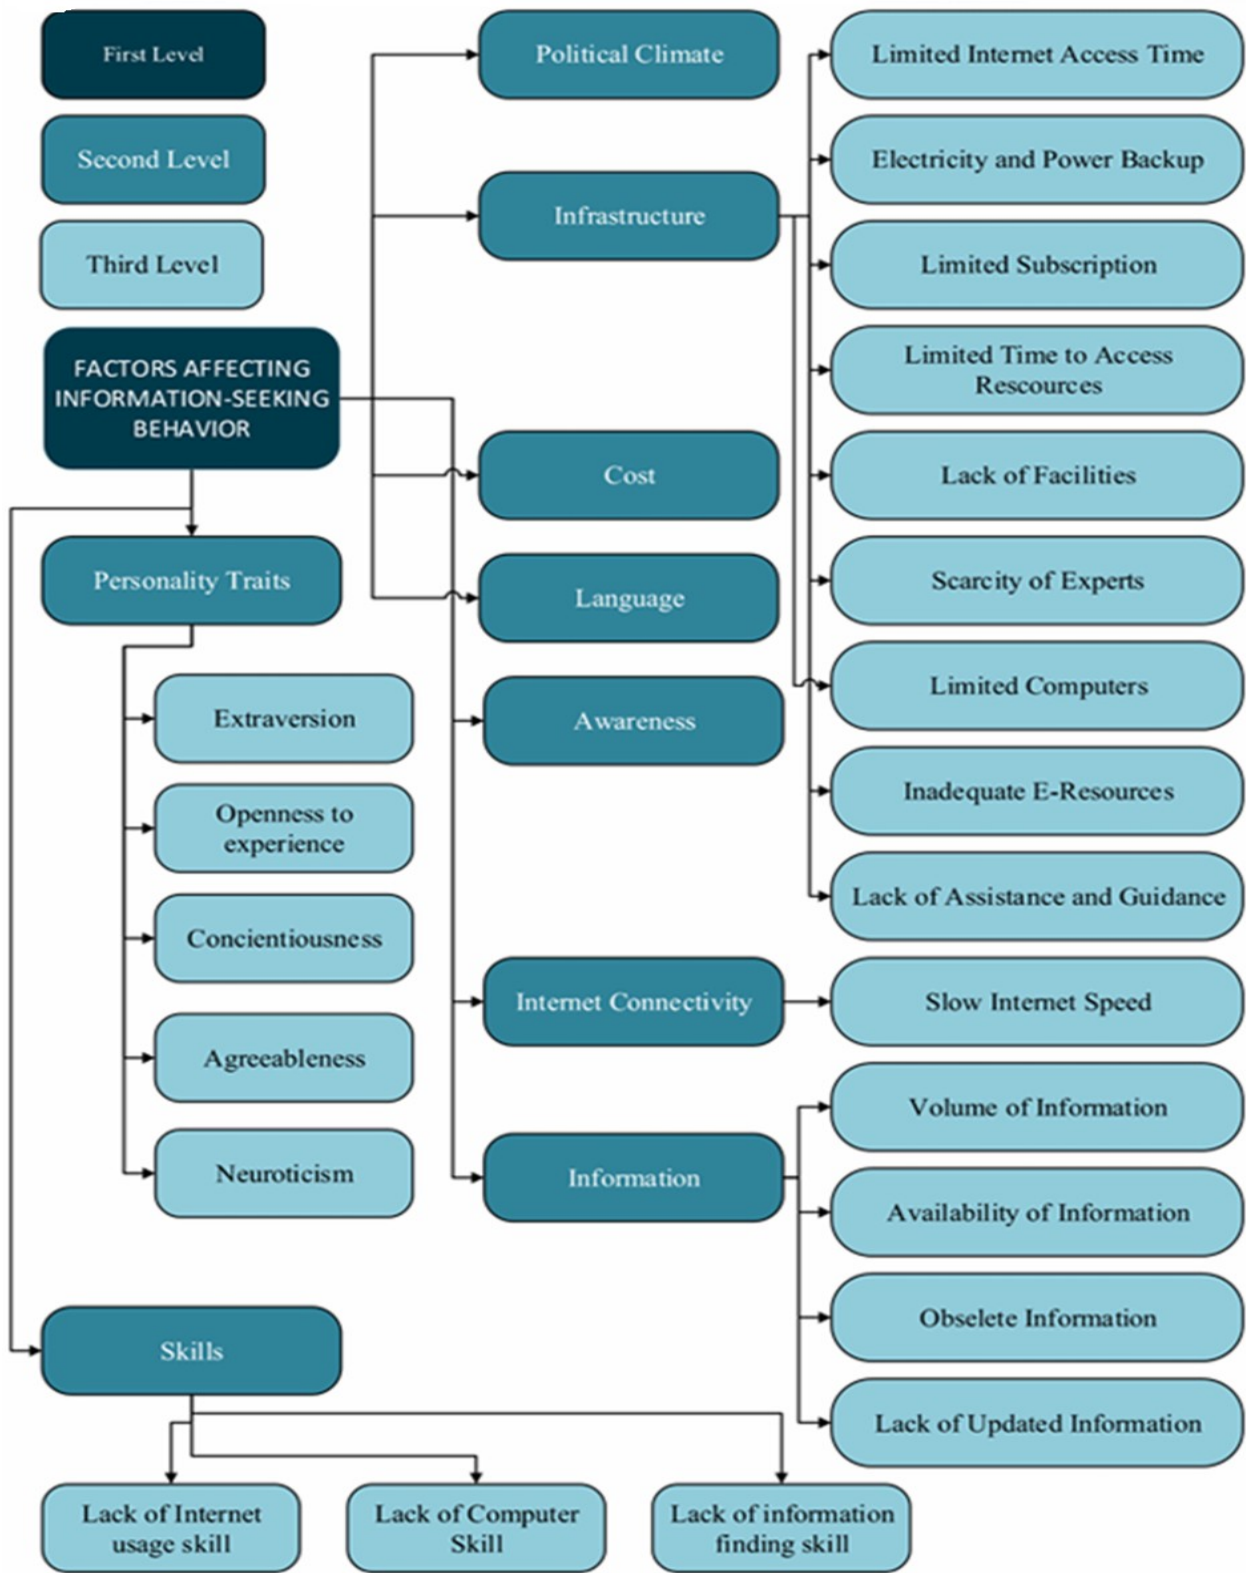 First Level
Second Level
Third Level
FACTORS AFFECTING
INFORMATION-SEEKING
BEHAVIOR
Personality Traits
Extraversion
Openness to
experience
Concientiousness
Agreeableness
Neuroticism
Skills
Lack of Internet
usage skill
Lack of Computer
Skill
Lack of information
finding skill
Political Climate
Infrastructure
Cost
Language
Awareness
Internet Connectivity
Information
Limited Internet Access Time
Electricity and Power Backup
Limited Subscription
Limited Time to Access
Rescources
Lack of Facilities
Scarcity of Experts
Limited Computers
Inadequate E-Resources
Lack of Assistance and Guidance
Slow Internet Speed
Volume of Information
Availability of Information
Obselete Information
Lack of Updated Information